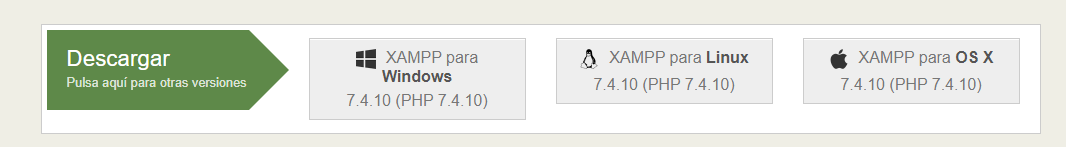 Descargar
Pulsa aquí para otras versiones
XAMPP para
Windows
7.4.10 (PHP 7.4.10)
XAMPP para Linux
7.4.10 (PHP 7.4.10)
XAMPP para OS X
7.4.10 (PHP 7.4.10)